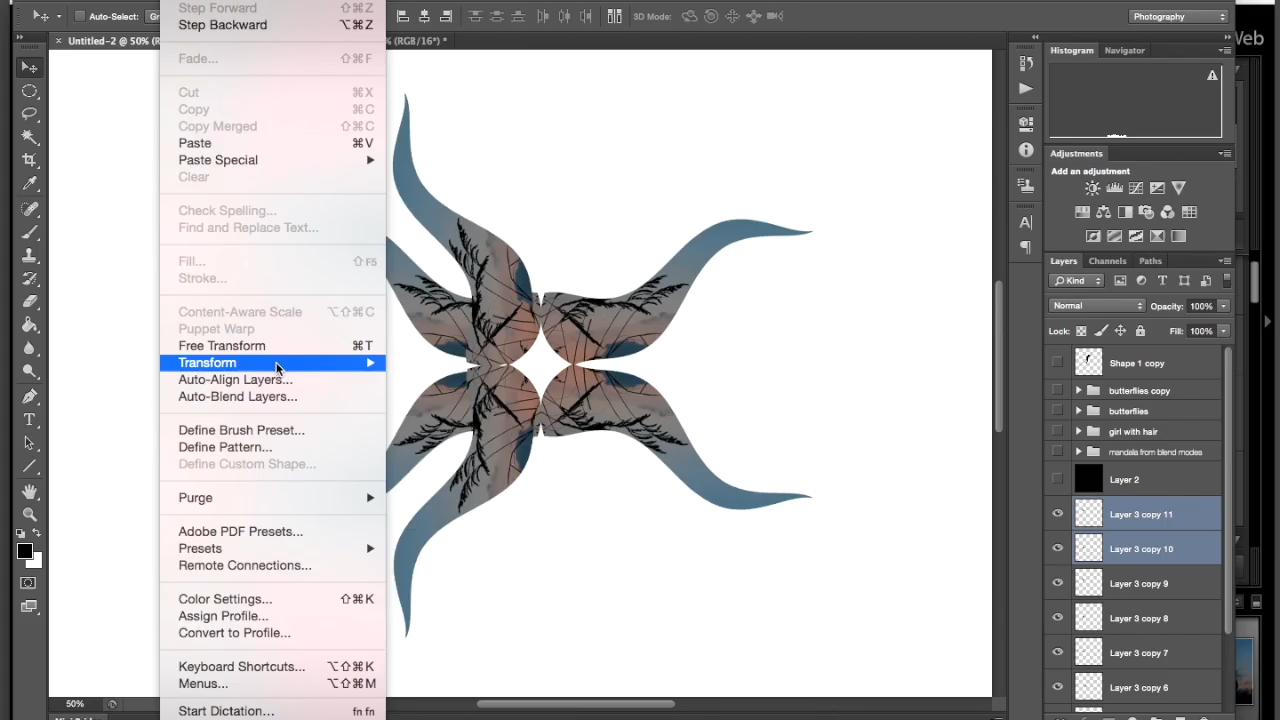 Step Forward ⇧⌘Z
Auto-Select: Gr
3D Mode:
Photography
Step Backward ⌥⌘Z
× Untitled-2 @ 50% (R
% (RGB/16*) *
Web
Fade... ⇧⌘F
Cut ⌘X
Copy ⌘C
Copy Merged ⇧⌘C
Paste ⌘V
Paste Special
Clear
Check Spelling...
Find and Replace Text...
Fill... ⇧F5
Stroke...
Content-Aware Scale ⌥⇧⌘C
Puppet Warp
Free Transform ⌘T
Transform
Auto-Align Layers...
Auto-Blend Layers...
Define Brush Preset...
Define Pattern...
Define Custom Shape...
Purge
Adobe PDF Presets...
Presets
Remote Connections...
Color Settings... ⇧⌘K
Assign Profile...
Convert to Profile...
Keyboard Shortcuts... ⌥⇧⌘K
Menus... ⌥⇧⌘M
Start Dictation... fn fn
50%
Histogram Navigator
Adjustments
Add an adjustment
Layers Channels Paths
Kind
Normal Opacity: 100%
Lock: Fill: 100%
Shape 1 copy
butterflies copy
butterflies
girl with hair
mandala from blend modes
Layer 2
Layer 3 copy 11
Layer 3 copy 10
Layer 3 copy 9
Layer 3 copy 8
Layer 3 copy 7
Layer 3 copy 6